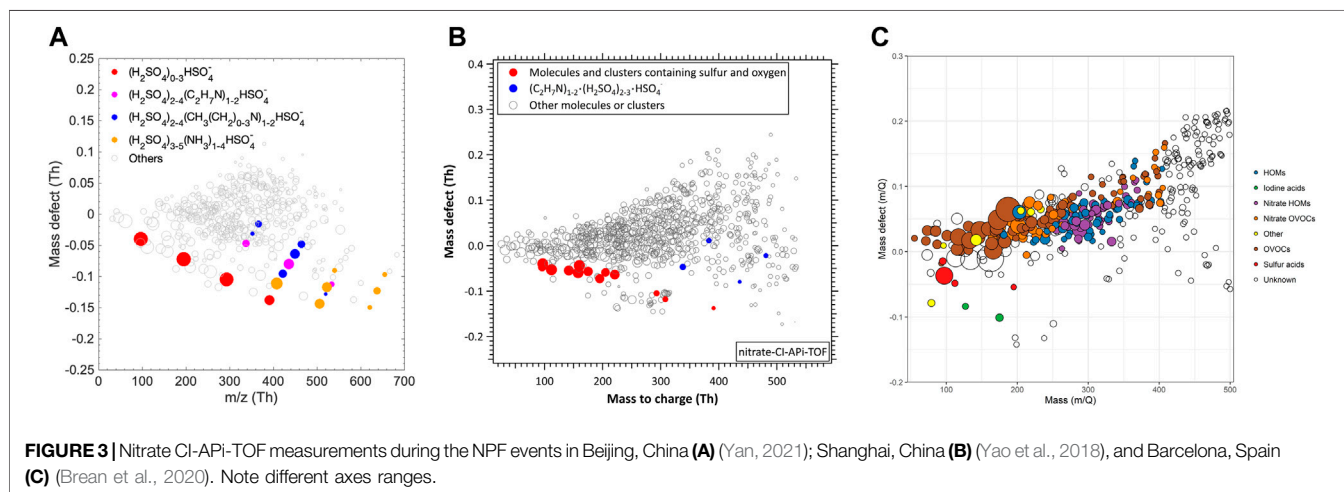 A
(H₂SO₄)₀₋₃HSO₄⁻
(H₂SO₄)₂₋₄(C₂H₇N)₁₋₂HSO₄⁻
(H₂SO₄)₂₋₄(CH₃(CH₂)₀₋₃N)₁₋₂HSO₄⁻
(H₂SO₄)₃₋₅(NH₃)₁₋₄HSO₄⁻
Others
Mass defect (Th)
0.25
0.2
0.15
0.1
0.05
0
-0.05
-0.1
-0.15
-0.2
-0.25
0 100 200 300 400 500 600 700
m/z (Th)
B
Molecules and clusters containing sulfur and oxygen
(C₂H₇N)₁₋₂·(H₂SO₄)₂₋₃·HSO₄⁻
Other molecules or clusters
Mass defect (Th)
0.4
0.3
0.2
0.1
0.0
-0.1
-0.2
nitrate-CI-APi-TOF
100 200 300 400 500
Mass to charge (Th)
C
Mass defect (m/Q)
0.3
0.2
0.1
0.0
-0.1
-0.2
100 200 300 400 500
Mass (m/Q)
HOMs
Iodine acids
Nitrate HOMs
Nitrate OVOCs
Other
OVOCs
Sulfur acids
Unknown
FIGURE 3 | Nitrate CI-APi-TOF measurements during the NPF events in Beijing, China (A) (Yan, 2021); Shanghai, China (B) (Yao et al., 2018), and Barcelona, Spain
(C) (Brean et al., 2020). Note different axes ranges.